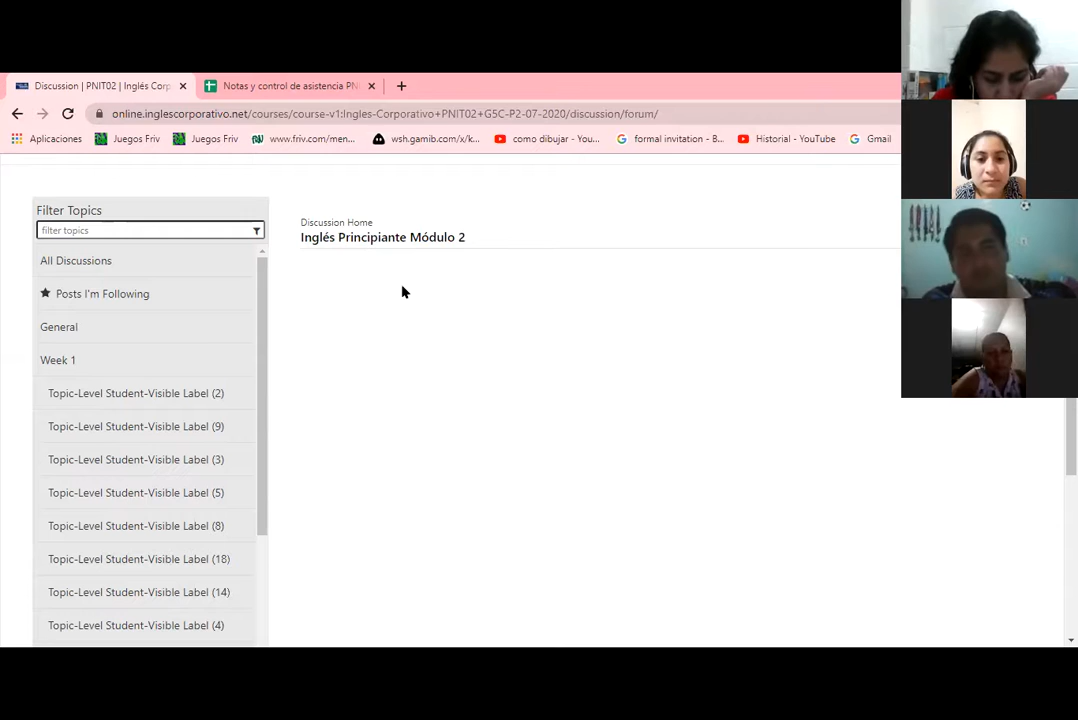 Discussion | PNIT02 | Inglés Corp
Notas y control de asistencia PNI
online.inglescorporativo.net/courses/course-v1:Ingles-Corporativo+PNIT02+G5C-P2-07-2020/discussion/forum/
Aplicaciones
Juegos Friv
Juegos Friv
www.friv.com/men...
wsh.gamib.com/x/k...
como dibujar - You...
formal invitation - B...
Historial - YouTube
Gmail
Filter Topics
filter topics
All Discussions
Posts I'm Following
General
Week 1
Topic-Level Student-Visible Label (2)
Topic-Level Student-Visible Label (9)
Topic-Level Student-Visible Label (3)
Topic-Level Student-Visible Label (5)
Topic-Level Student-Visible Label (8)
Topic-Level Student-Visible Label (18)
Topic-Level Student-Visible Label (14)
Topic-Level Student-Visible Label (4)
Discussion Home
Inglés Principiante Módulo 2